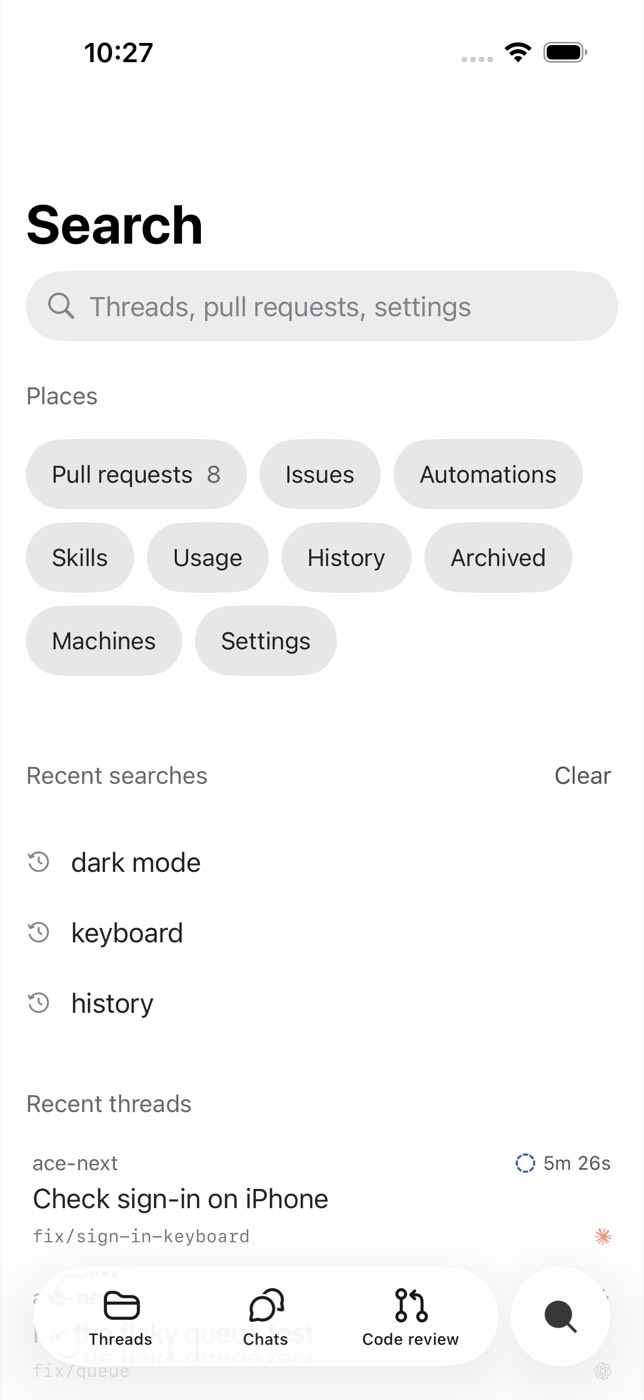 10:27
Search
Threads, pull requests, settings
Places
Pull requests 8
Issues
Automations
Skills
Usage
History
Archived
Machines
Settings
Recent searches
Clear
dark mode
keyboard
history
Recent threads
ace-next
5m 26s
Check sign-in on iPhone
fix/sign-in-keyboard
Threads
Chats
Code review
fix/queue